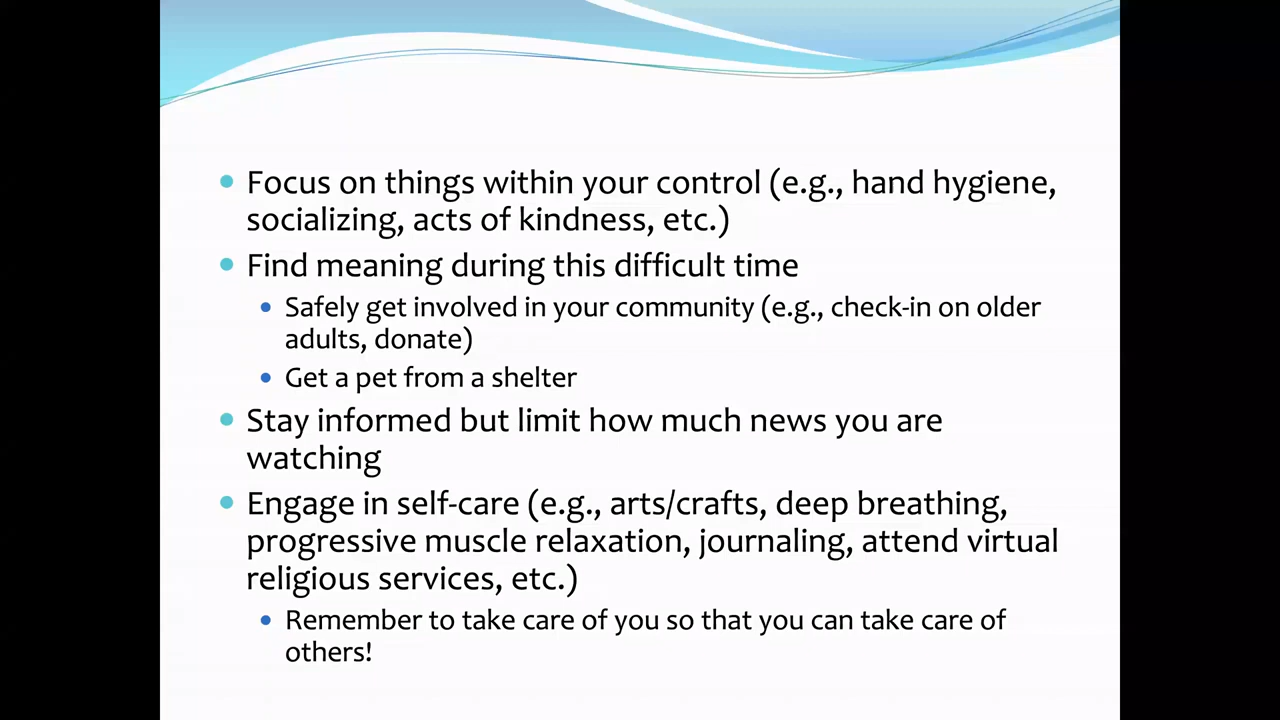 • Focus on things within your control (e.g., hand hygiene,
socializing, acts of kindness, etc.)
• Find meaning during this difficult time
• Safely get involved in your community (e.g., check-in on older
adults, donate)
• Get a pet from a shelter
• Stay informed but limit how much news you are
watching
• Engage in self-care (e.g., arts/crafts, deep breathing,
progressive muscle relaxation, journaling, attend virtual
religious services, etc.)
• Remember to take care of you so that you can take care of
others!